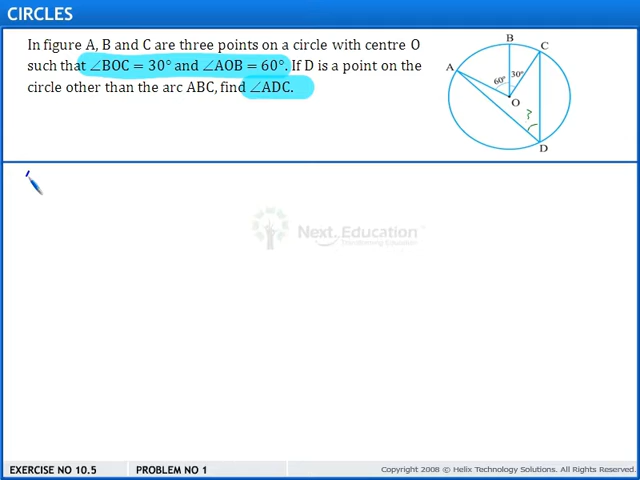 CIRCLES
In figure A, B and C are three points on a circle with centre O
such that ∠BOC = 30° and ∠AOB = 60°. If D is a point on the
circle other than the arc ABC, find ∠ADC.
B
C
A
60°
30°
O
?
D
Next Education
Transforming Education
EXERCISE NO 10.5
PROBLEM NO 1
Copyright 2008 © Helix Technology Solutions. All Rights Reserved.